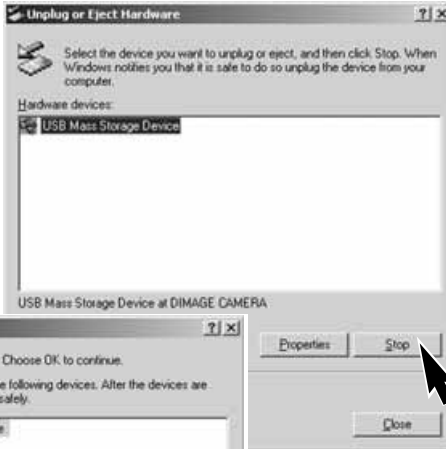 Unplug or Eject Hardware
Select the device you want to unplug or eject, and then click Stop. When
Windows notifies you that it is safe to do so unplug the device from your
computer.
Hardware devices:
USB Mass Storage Device
USB Mass Storage Device at DIMAGE CAMERA
Properties
Stop
Close
Choose OK to continue.
following devices. After the devices are
safely.